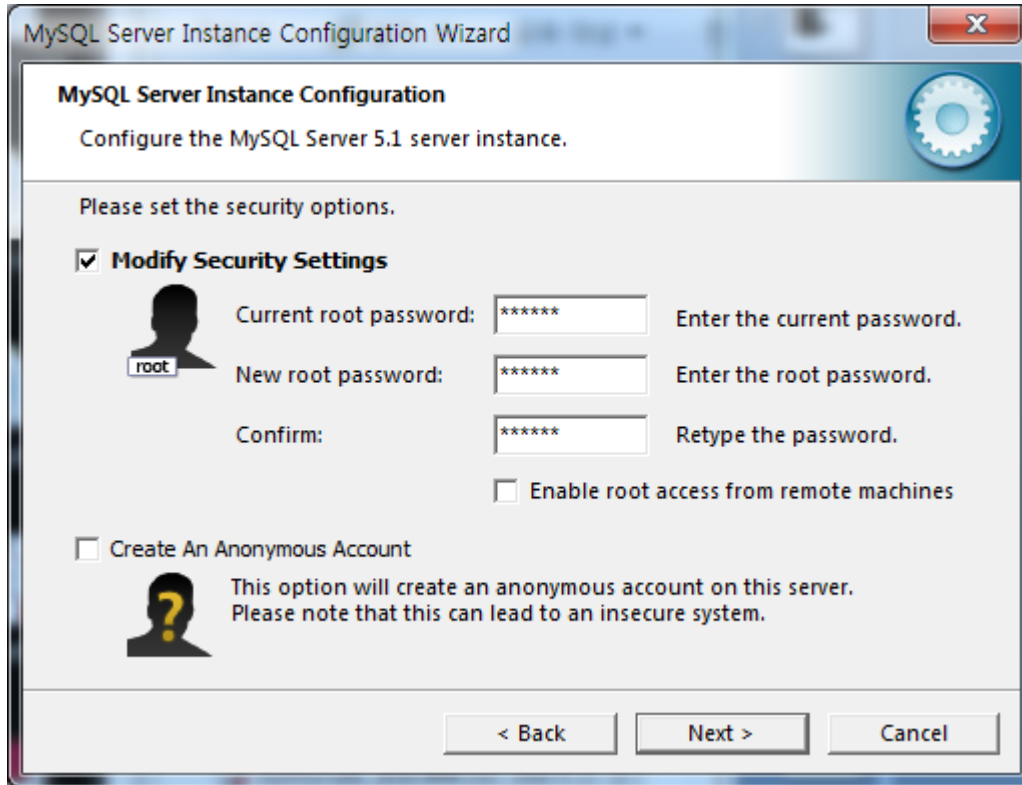 MySQL Server Instance Configuration Wizard
MySQL Server Instance Configuration
Configure the MySQL Server 5.1 server instance.
Please set the security options.
Modify Security Settings
Current root password: ****** Enter the current password.
root
New root password: ****** Enter the root password.
Confirm: ****** Retype the password.
Enable root access from remote machines
Create An Anonymous Account
This option will create an anonymous account on this server.
Please note that this can lead to an insecure system.
< Back Next > Cancel